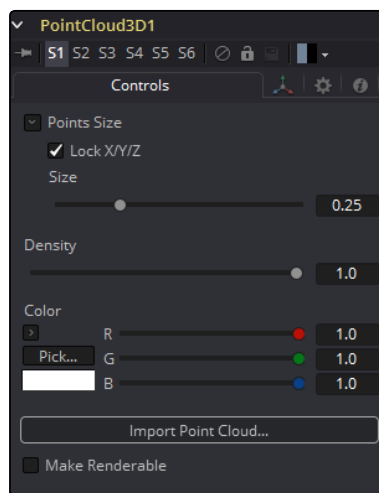 PointCloud3D1
S1 S2 S3 S4 S5 S6
Controls
Points Size
Lock X/Y/Z
Size
0.25
Density
1.0
Color
R 1.0
Pick... G 1.0
B 1.0
Import Point Cloud...
Make Renderable